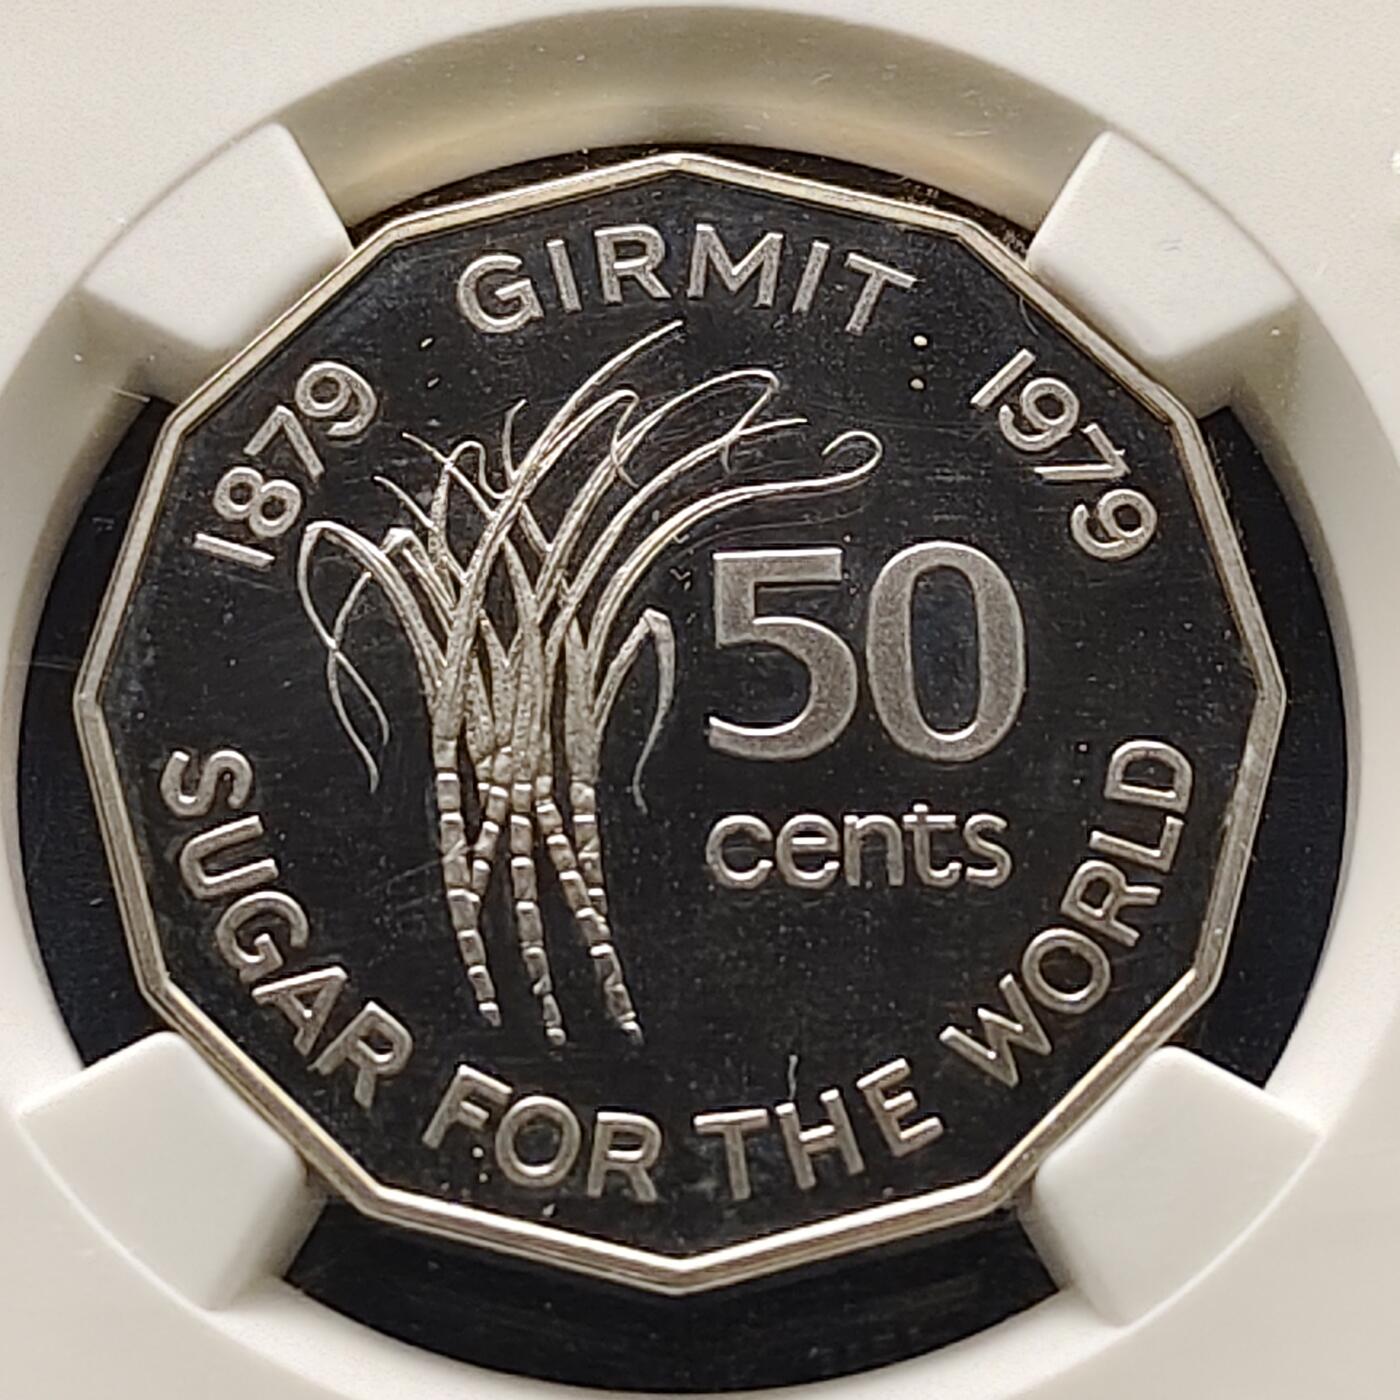 1879 GIRMIT 1979
50
cents
SUGAR FOR THE WORLD